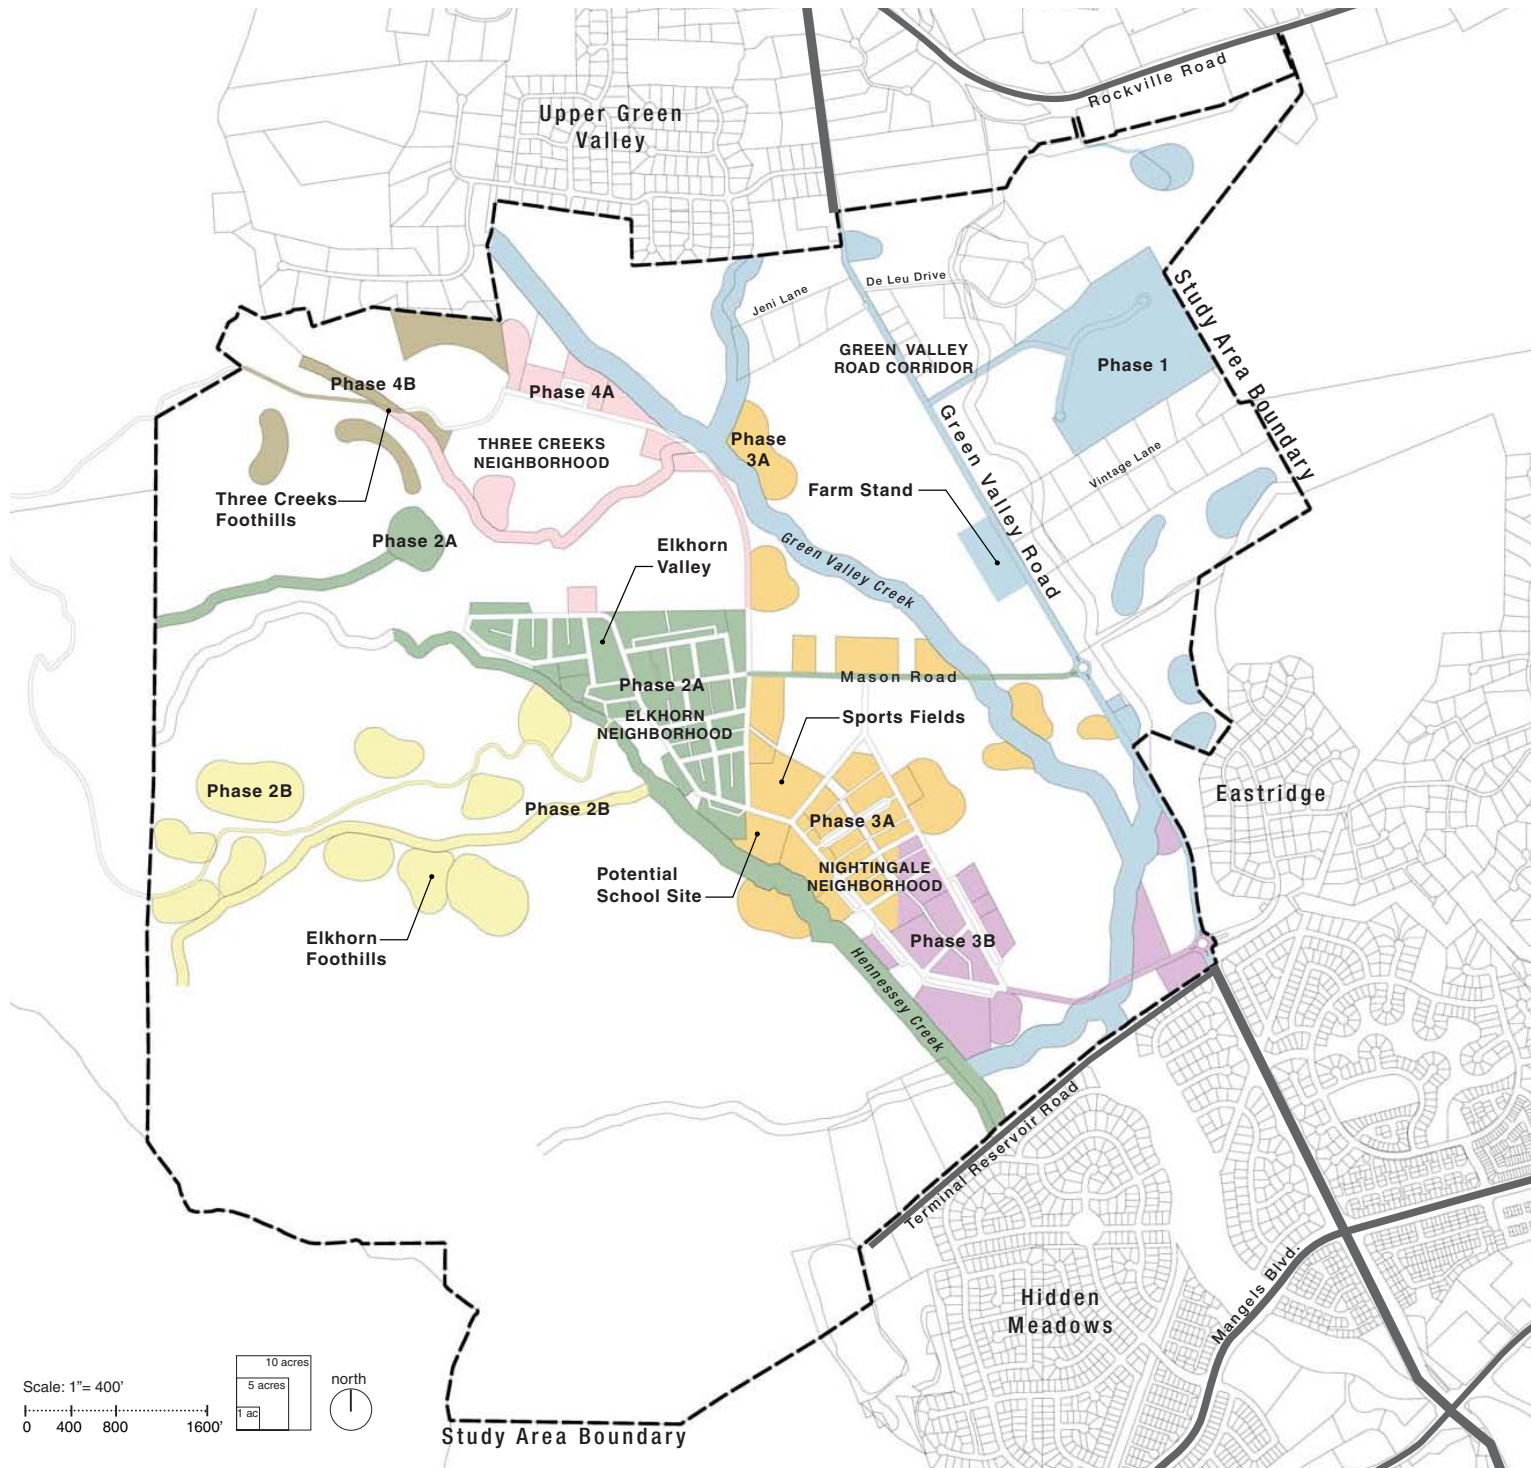 Rockville Road
Upper Green
Valley
Study Area Boundary
De Leu Drive
Jeni Lane
GREEN VALLEY
ROAD CORRIDOR
Phase 1
Phase 4B
Phase 4A
Green Valley Road
Phase
3A
THREE CREEKS
NEIGHBORHOOD
Vintage Lane
Farm Stand
Three Creeks
Foothills
Phase 2A
Elkhorn
Valley
Green Valley Creek
Phase 2A
Mason Road
ELKHORN
NEIGHBORHOOD
Sports Fields
Phase 2B
Phase 2B
Eastridge
Phase 3A
Potential
School Site
NIGHTINGALE
NEIGHBORHOOD
Elkhorn
Foothills
Phase 3B
Hennessey Creek
Terminal Reservoir Road
Hidden
Meadows
Mangels Blvd.
Scale: 1"= 400'
0 400 800 1600'
10 acres
5 acres
1 ac
north
Study Area Boundary